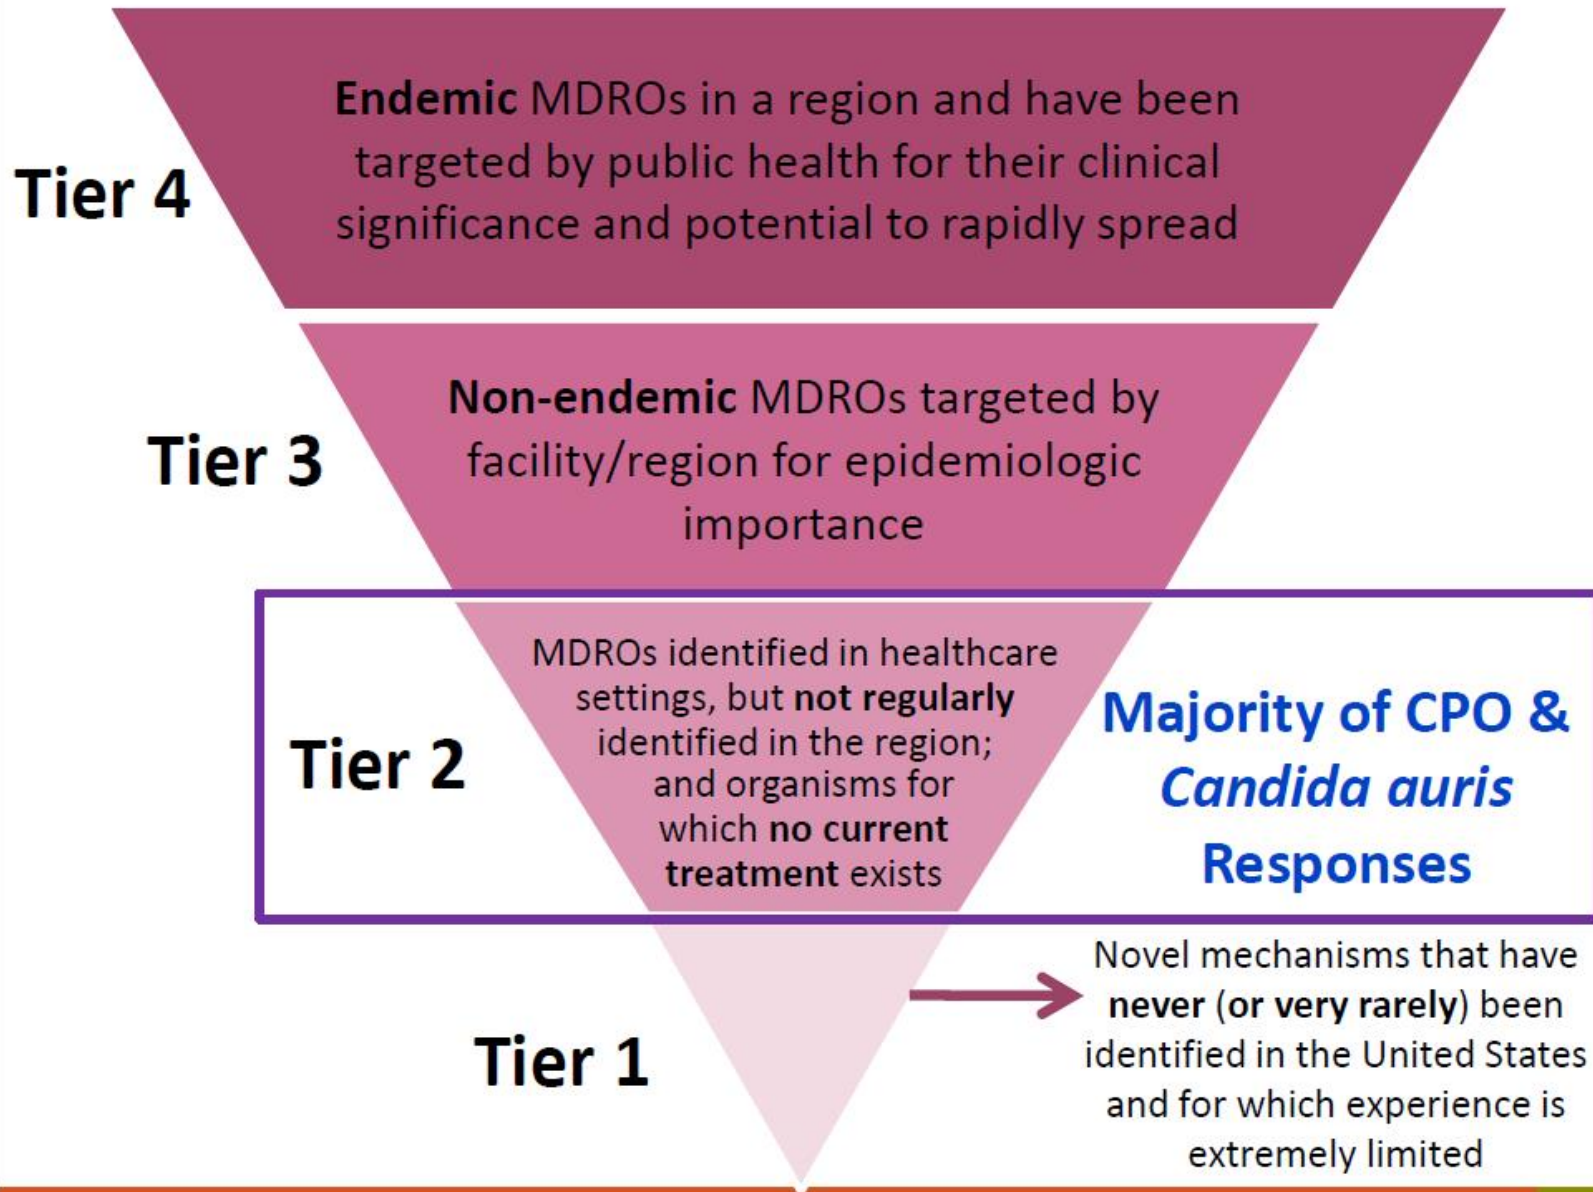 Endemic MDROs in a region and have been
targeted by public health for their clinical
significance and potential to rapidly spread
Tier 4
Non-endemic MDROs targeted by
facility/region for epidemiologic
importance
Tier 3
MDROs identified in healthcare
settings, but not regularly
identified in the region;
and organisms for
which no current
treatment exists
Tier 2
Majority of CPO &
Candida auris
Responses
Tier 1
Novel mechanisms that have
never (or very rarely) been
identified in the United States
and for which experience is
extremely limited